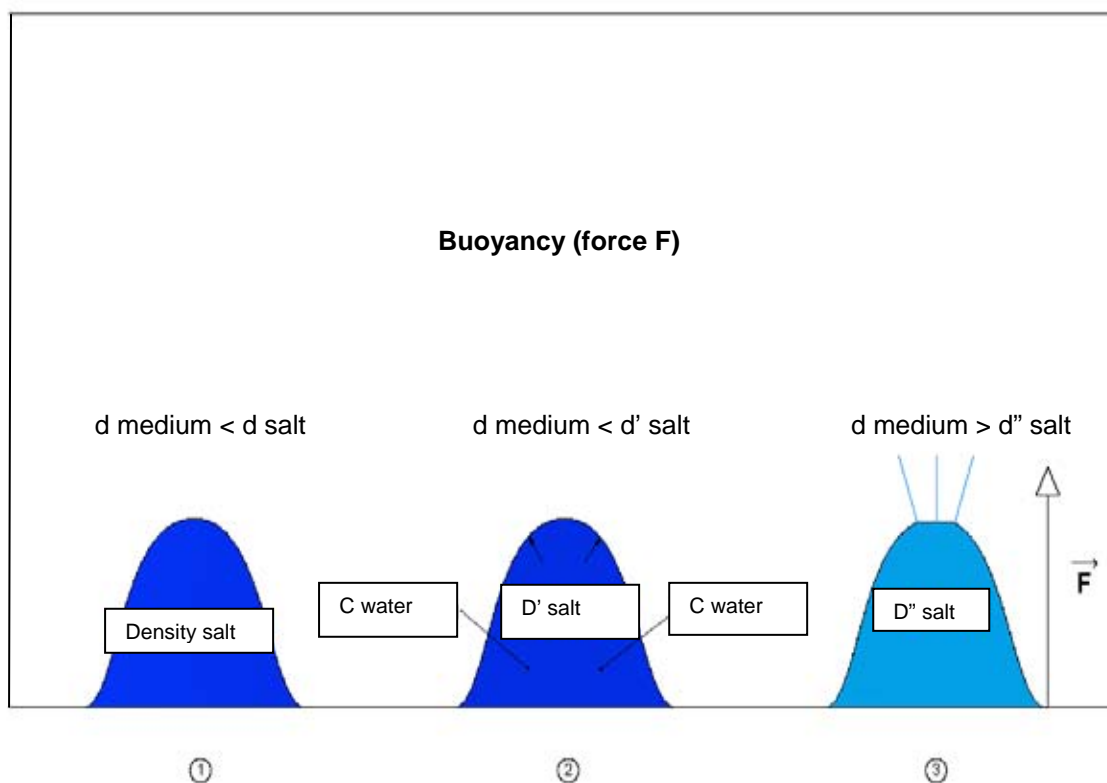 Buoyancy (force F)
d medium < d salt
d medium < d’ salt
d medium > d” salt
F
C water
D’ salt
C water
D” salt
Density salt
1
2
3